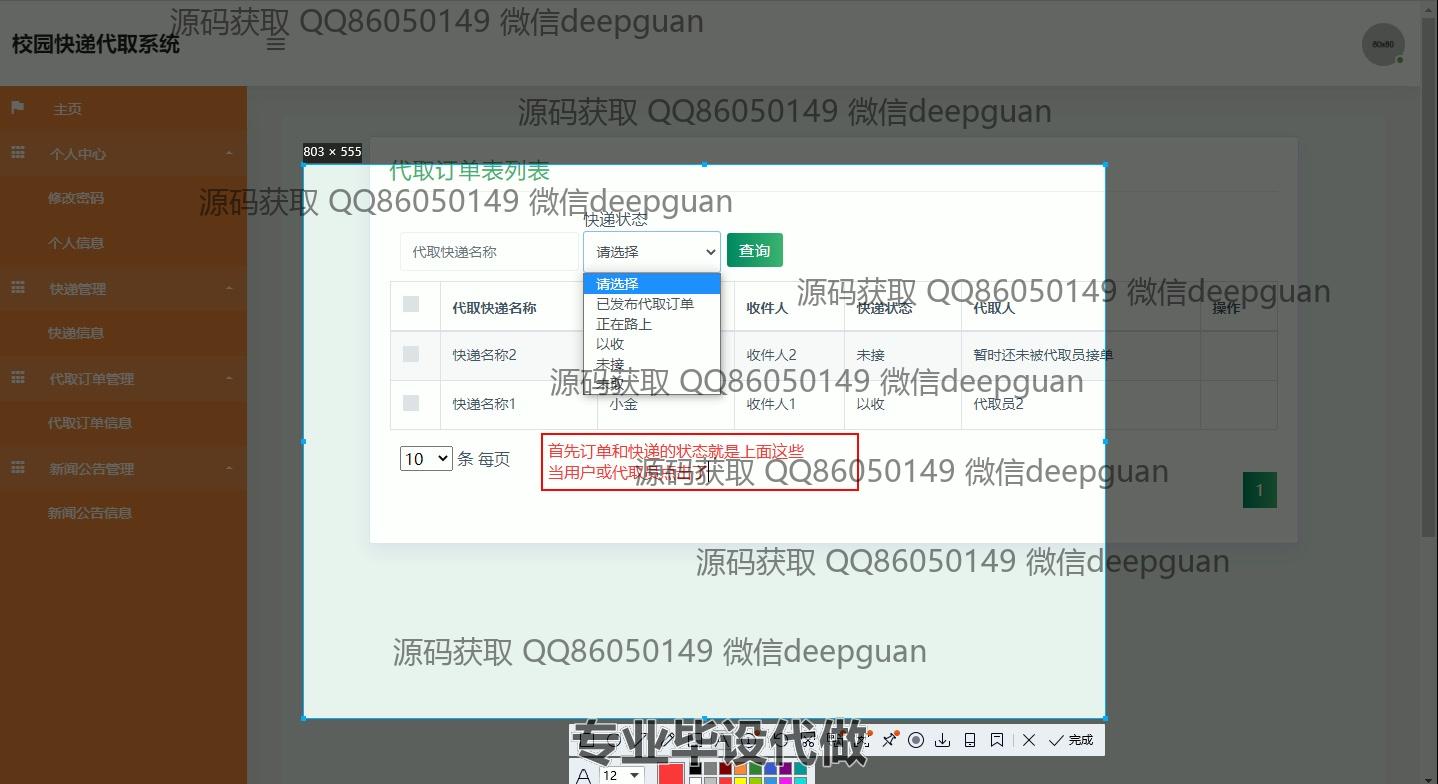 源码获取 QQ86050149 微信deepguan
校园快递代取系统
60x60
源码获取 QQ86050149 微信deepguan
主页
个人中心
修改密码
个人信息
快递管理
快递信息
代取订单管理
代取订单信息
新闻公告管理
新闻公告信息
803 × 555
代取订单表列表
源码获取 QQ86050149 微信deepguan
快递状态
代取快递名称 请选择 查询
请选择
已发布代取订单
正在路上
以收
未接
未取
源码获取 QQ86050149 微信deepguan
代取快递名称 收件人 快递状态 代取人 操作
快递名称2 收件人2 未接 暂时还未被代取员接单
源码获取 QQ86050149 微信deepguan
快递名称1 小金 收件人1 以收 代取员2
10 条 每页
首先订单和快递的状态就是上面这些
当用户或代取员点击了
源码获取 QQ86050149 微信deepguan
1
源码获取 QQ86050149 微信deepguan
源码获取 QQ86050149 微信deepguan
专业毕设代做
完成
A 12